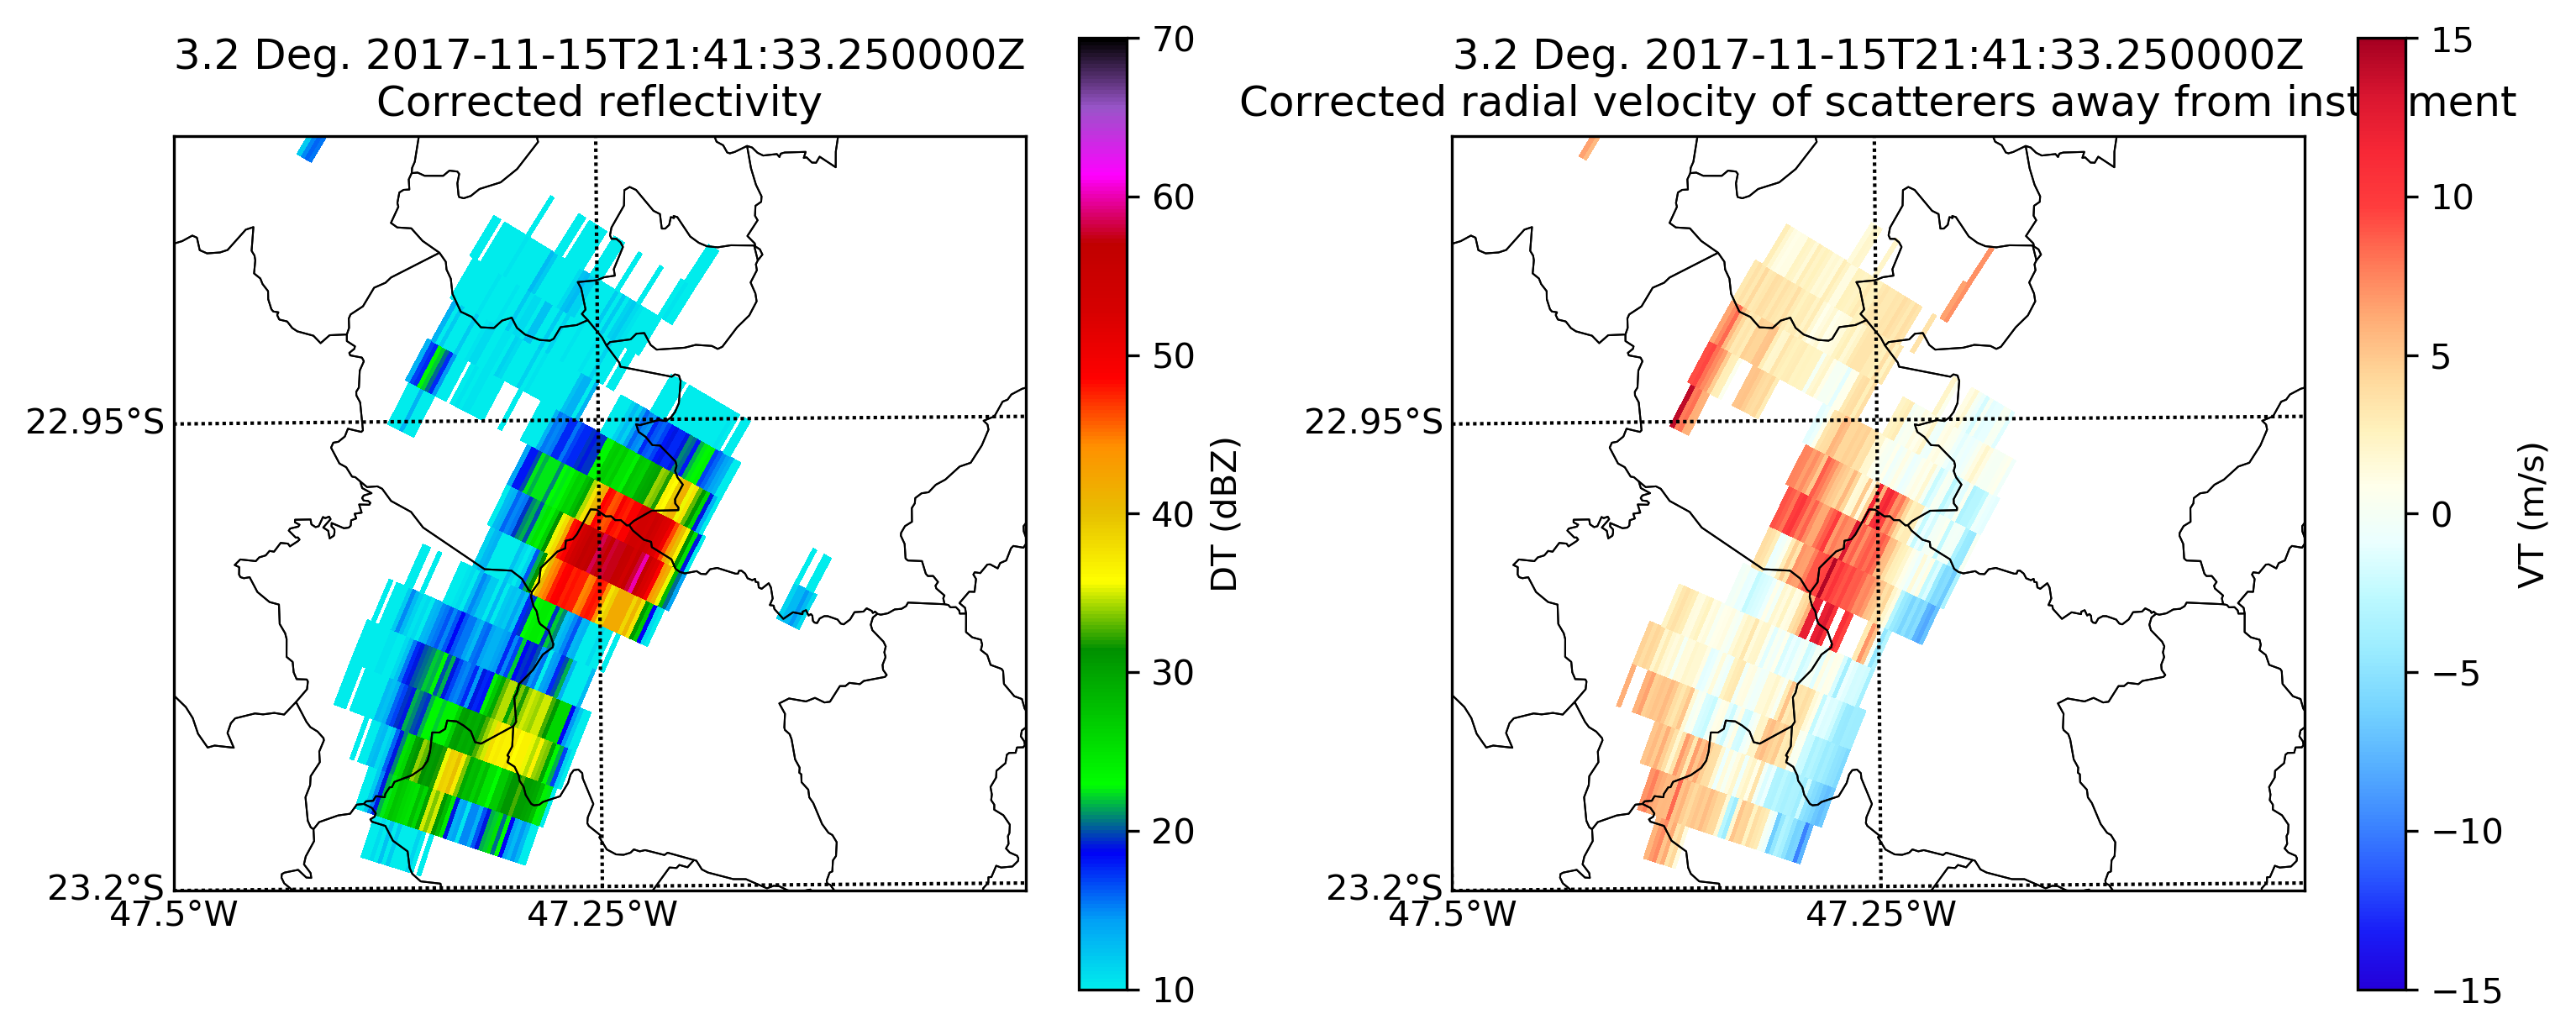 3.2 Deg. 2017-11-15T21:41:33.250000Z
Corrected reflectivity
22.95°S
23.2°S
47.5°W
47.25°W
70
60
50
40
30
20
10
DT (dBZ)
3.2 Deg. 2017-11-15T21:41:33.250000Z
Corrected radial velocity of scatterers away from inst ment
22.95°S
23.2°S
47.5°W
47.25°W
15
10
5
0
−5
−10
−15
VT (m/s)